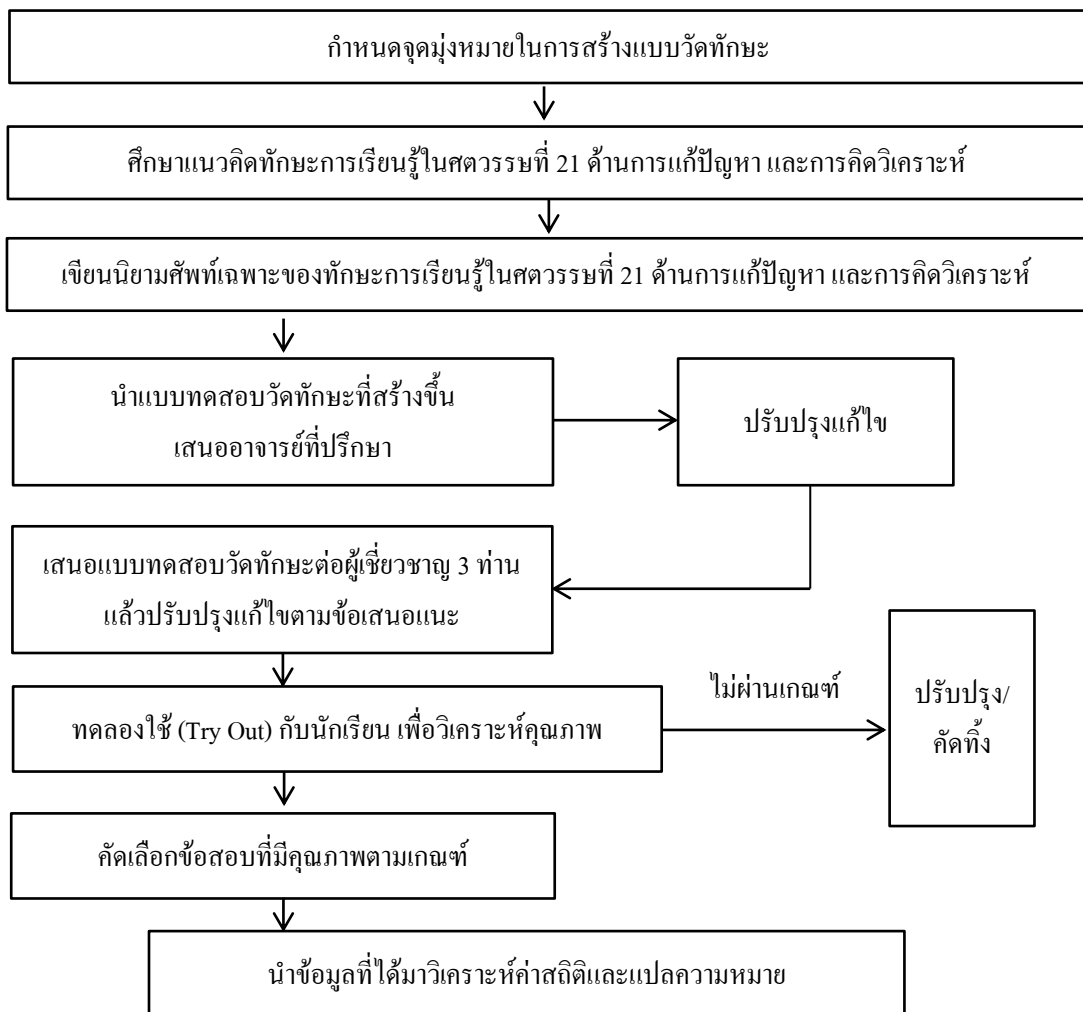 กำหนดจุดมุ่งหมายในการสร้างแบบวัดทักษะ
ศึกษาแนวคิดทักษะการเรียนรู้ในศตวรรษที่ 21 ด้านการแก้ปัญหา และการคิดวิเคราะห์
เขียนนิยามศัพท์เฉพาะของทักษะการเรียนรู้ในศตวรรษที่ 21 ด้านการแก้ปัญหา และการคิดวิเคราะห์
นำแบบทดสอบวัดทักษะที่สร้างขึ้น
เสนออาจารย์ที่ปรึกษา
ปรับปรุงแก้ไข
เสนอแบบทดสอบวัดทักษะต่อผู้เชี่ยวชาญ 3 ท่าน
แล้วปรับปรุงแก้ไขตามข้อเสนอแนะ
ทดลองใช้ (Try Out) กับนักเรียน เพื่อวิเคราะห์คุณภาพ
ไม่ผ่านเกณฑ์
ปรับปรุง/
คัดทิ้ง
คัดเลือกข้อสอบที่มีคุณภาพตามเกณฑ์
นำข้อมูลที่ได้มาวิเคราะห์ค่าสถิติและแปลความหมาย